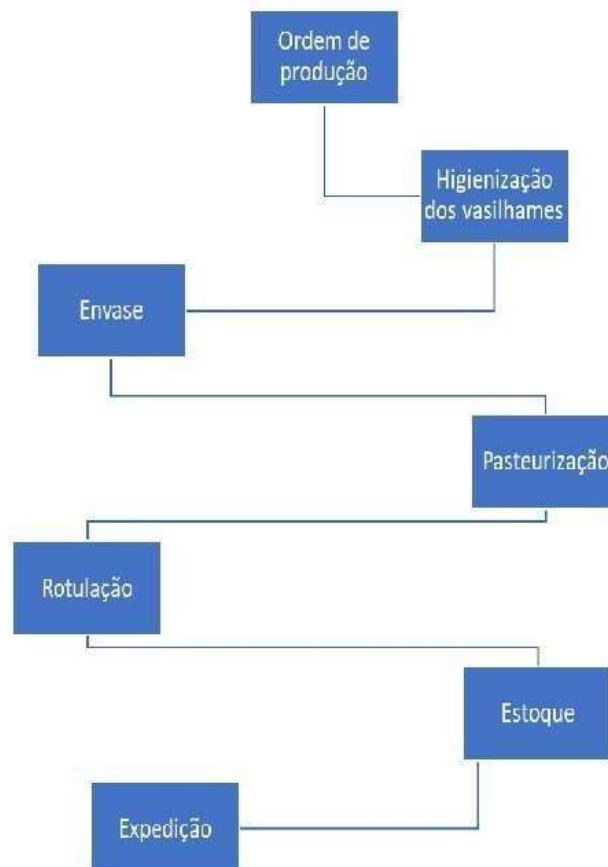 Ordem de
produção
Higienização
dos vasilhames
Envase
Pasteurização
Rotulação
Estoque
Expedição